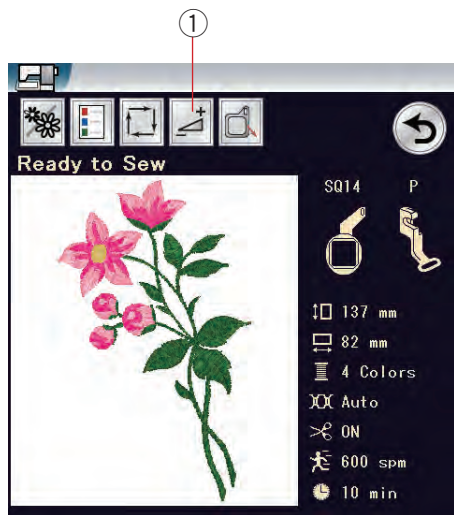 1
Ready to Sew
SQ14 P
137 mm
82 mm
4 Colors
Auto
ON
600 spm
10 min